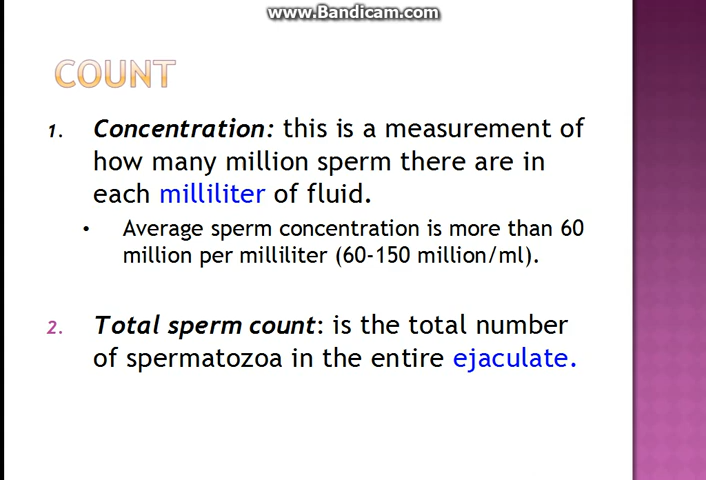 www.Bandicam.com
COUNT
1. Concentration: this is a measurement of
how many million sperm there are in
each milliliter of fluid.
• Average sperm concentration is more than 60
million per milliliter (60-150 million/ml).
2. Total sperm count: is the total number
of spermatozoa in the entire ejaculate.